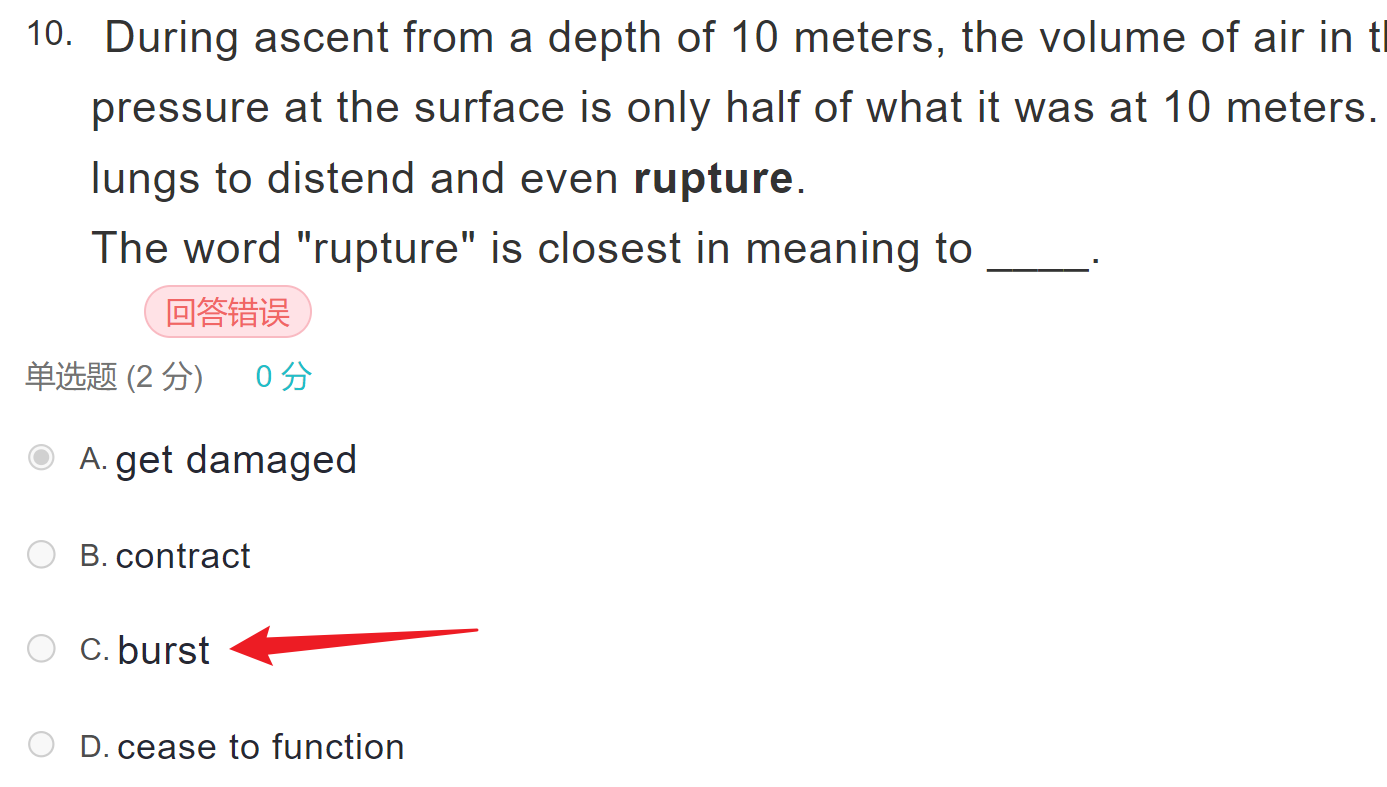 10. During ascent from a depth of 10 meters, the volume of air in
pressure at the surface is only half of what it was at 10 meters.
lungs to distend and even rupture.
The word "rupture" is closest in meaning to ____.
回答错误
单选题 (2 分) 0 分
A. get damaged
B. contract
C. burst
D. cease to function